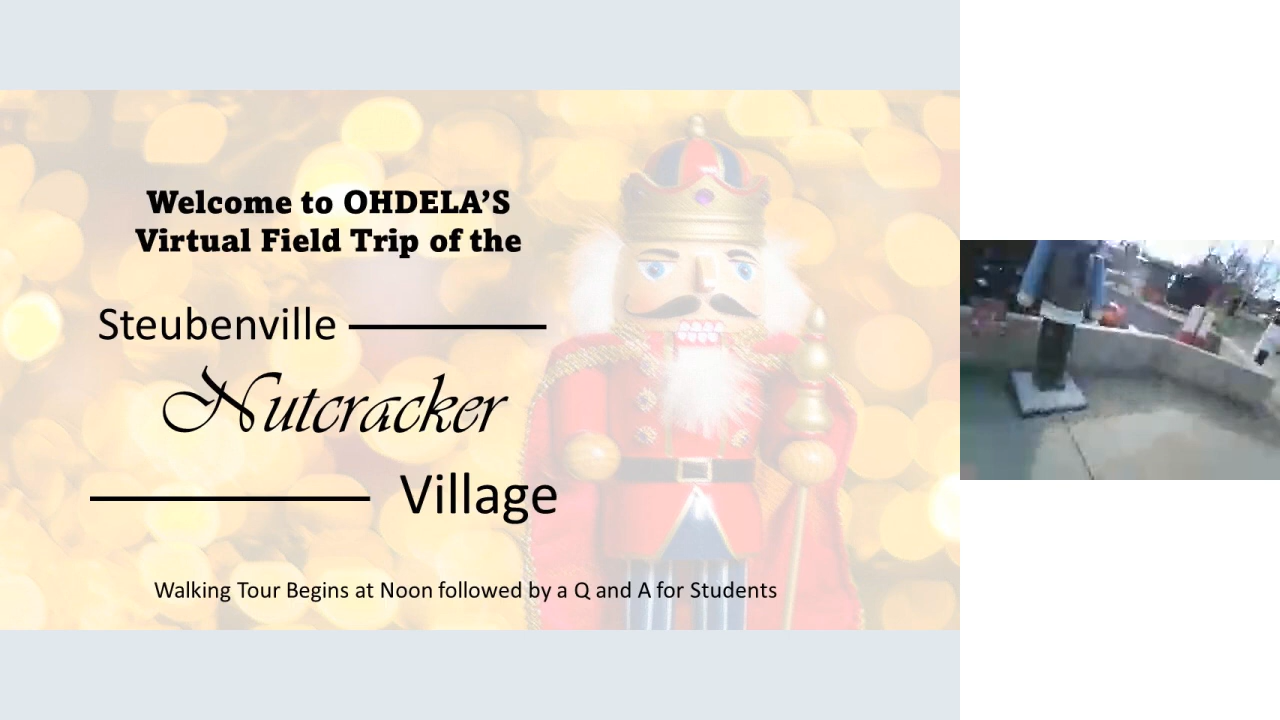 Welcome to OHDELA’S
Virtual Field Trip of the
Steubenville
Nutcracker
Village
Walking Tour Begins at Noon followed by a Q and A for Students